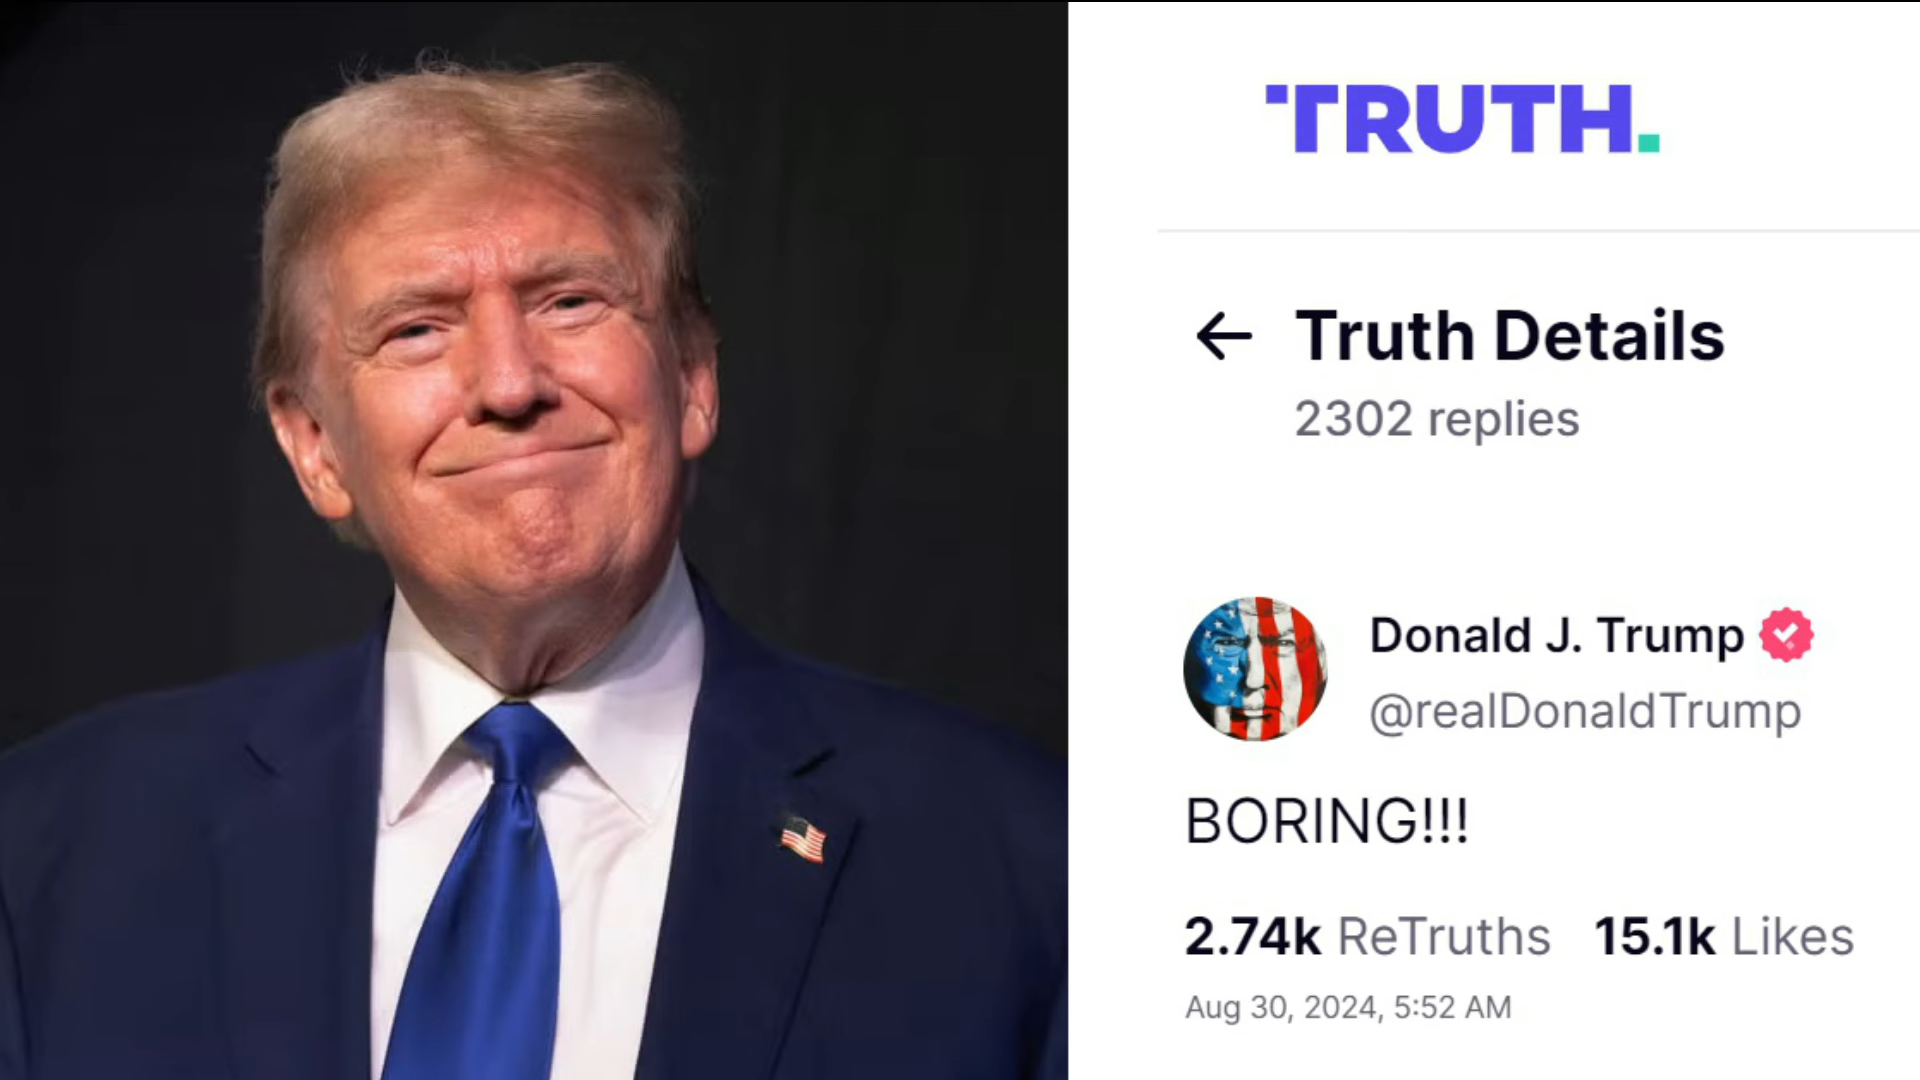 TRUTH.
Truth Details
2302 replies
Donald J. Trump
@realDonaldTrump
BORING!!!
2.74k ReTruths 15.1k Likes
Aug 30, 2024, 5:52 AM